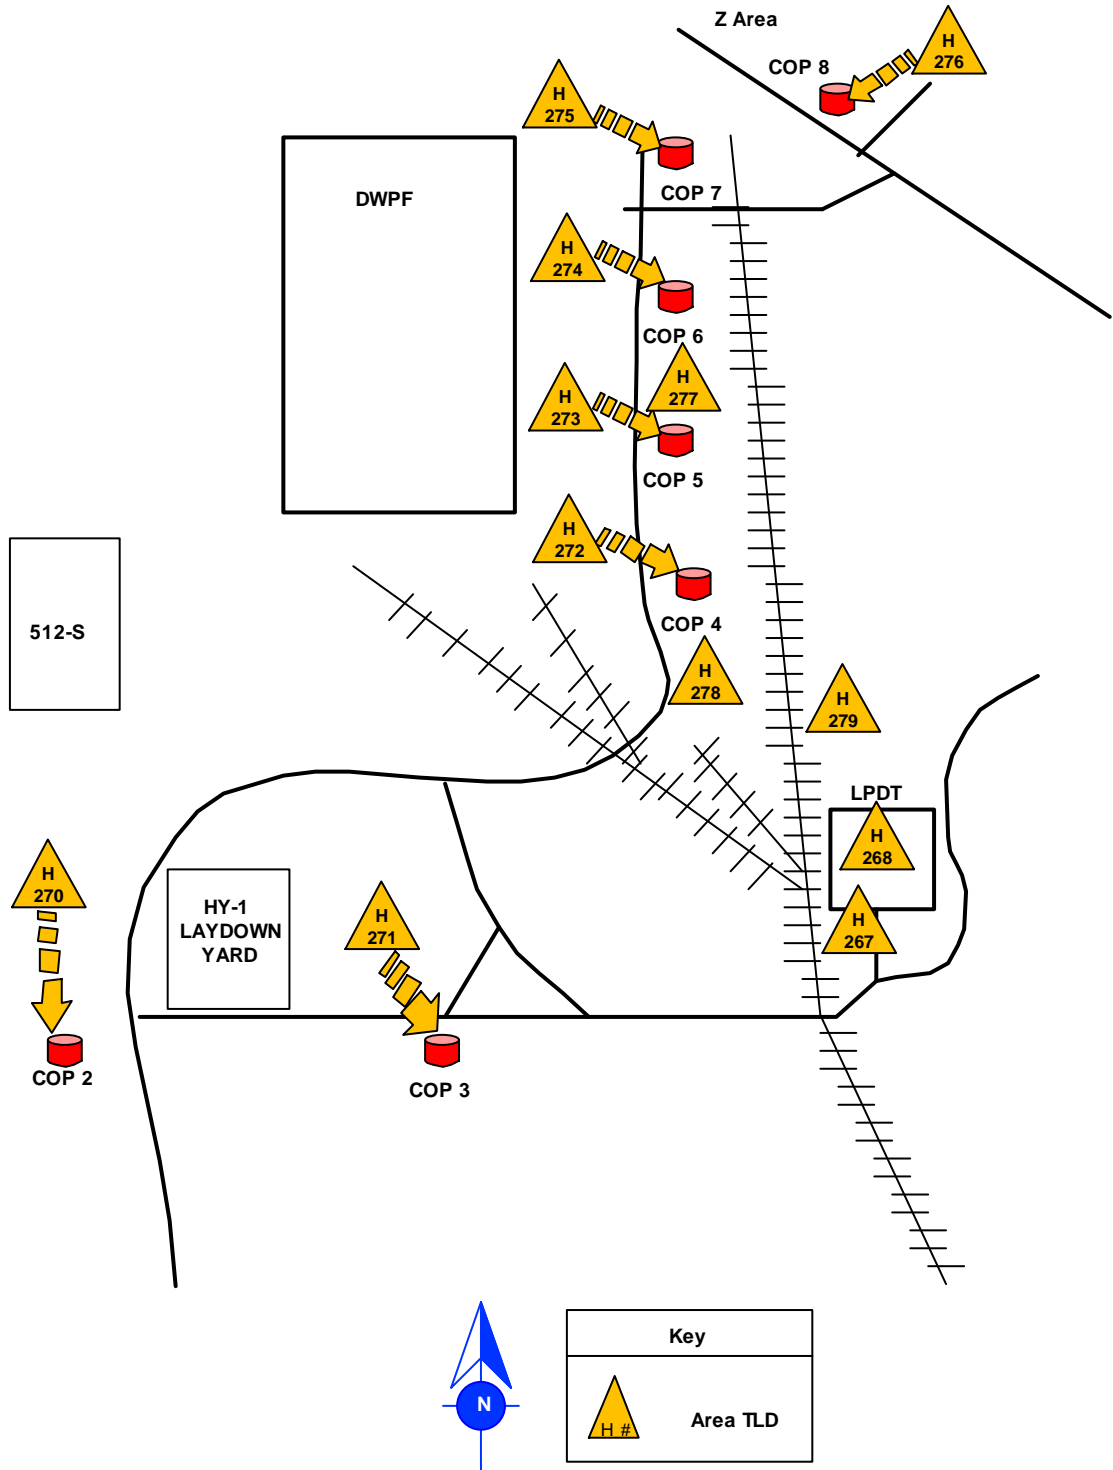 Z Area
H
276
COP 8
H
275
COP 7
DWPF
H
274
COP 6
H
277
H
273
COP 5
H
272
COP 4
512-S
H
278
H
279
LPDT
H
268
H
270
HY-1
LAYDOWN
YARD
H
271
H
267
COP 2
COP 3
Key
N
H #
Area TLD